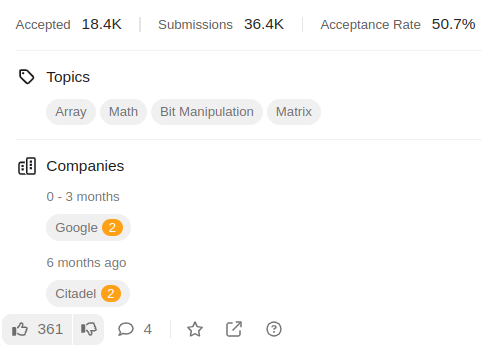 Accepted 18.4K Submissions 36.4K Acceptance Rate 50.7%
Topics
Array Math Bit Manipulation Matrix
Companies
0 - 3 months
Google 2
6 months ago
Citadel 2
361 4